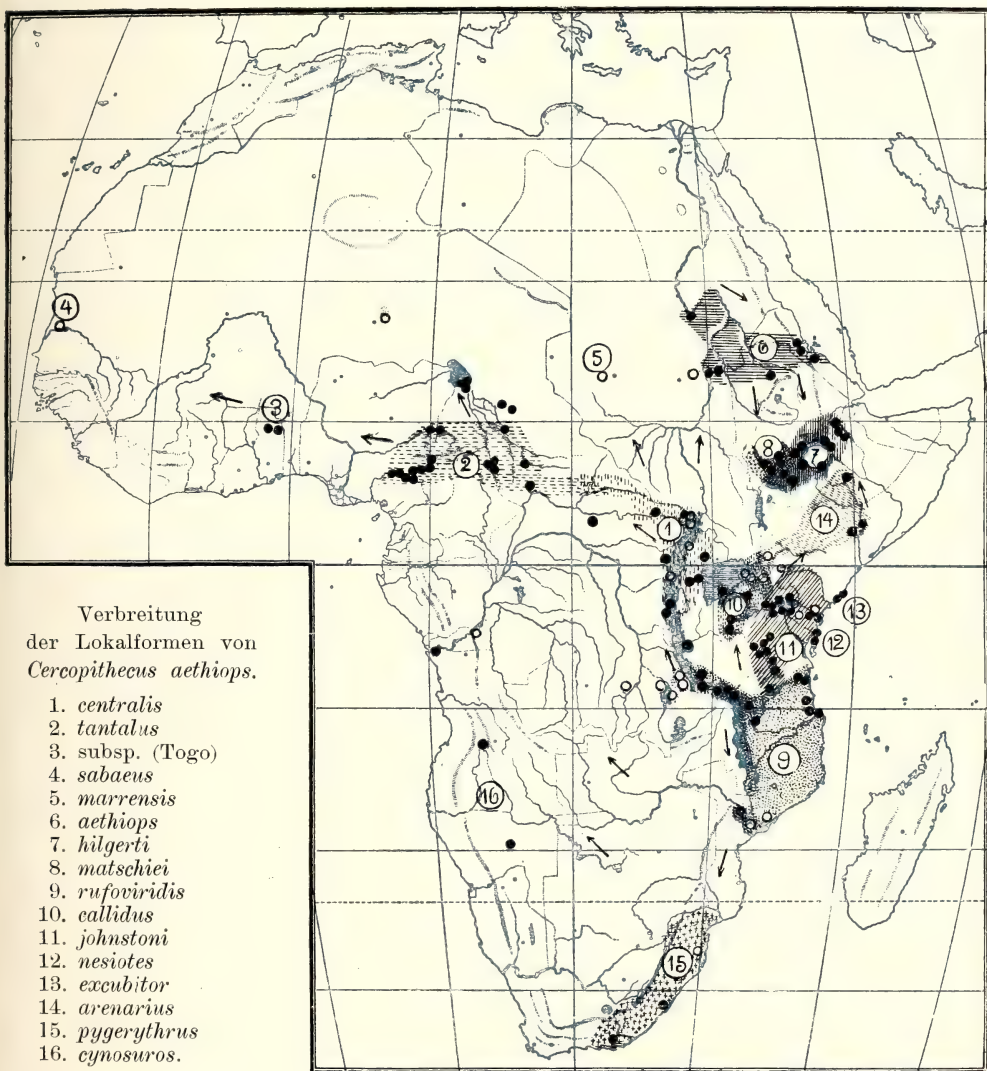 4
5
6
3
8
7
2
14
1
10
13
12
11
9
16
15
Verbreitung
der Lokalformen von
Cercopithecus aethiops.
1. centralis
2. tantalus
3. subsp. (Togo)
4. sabaeus
5. marrensis
6. aethiops
7. hilgerti
8. matschiei
9. rufoviridis
10. callidus
11. johnstoni
12. nesiotes
13. excubitor
14. arenarius
15. pygerythrus
16. cynosuros.